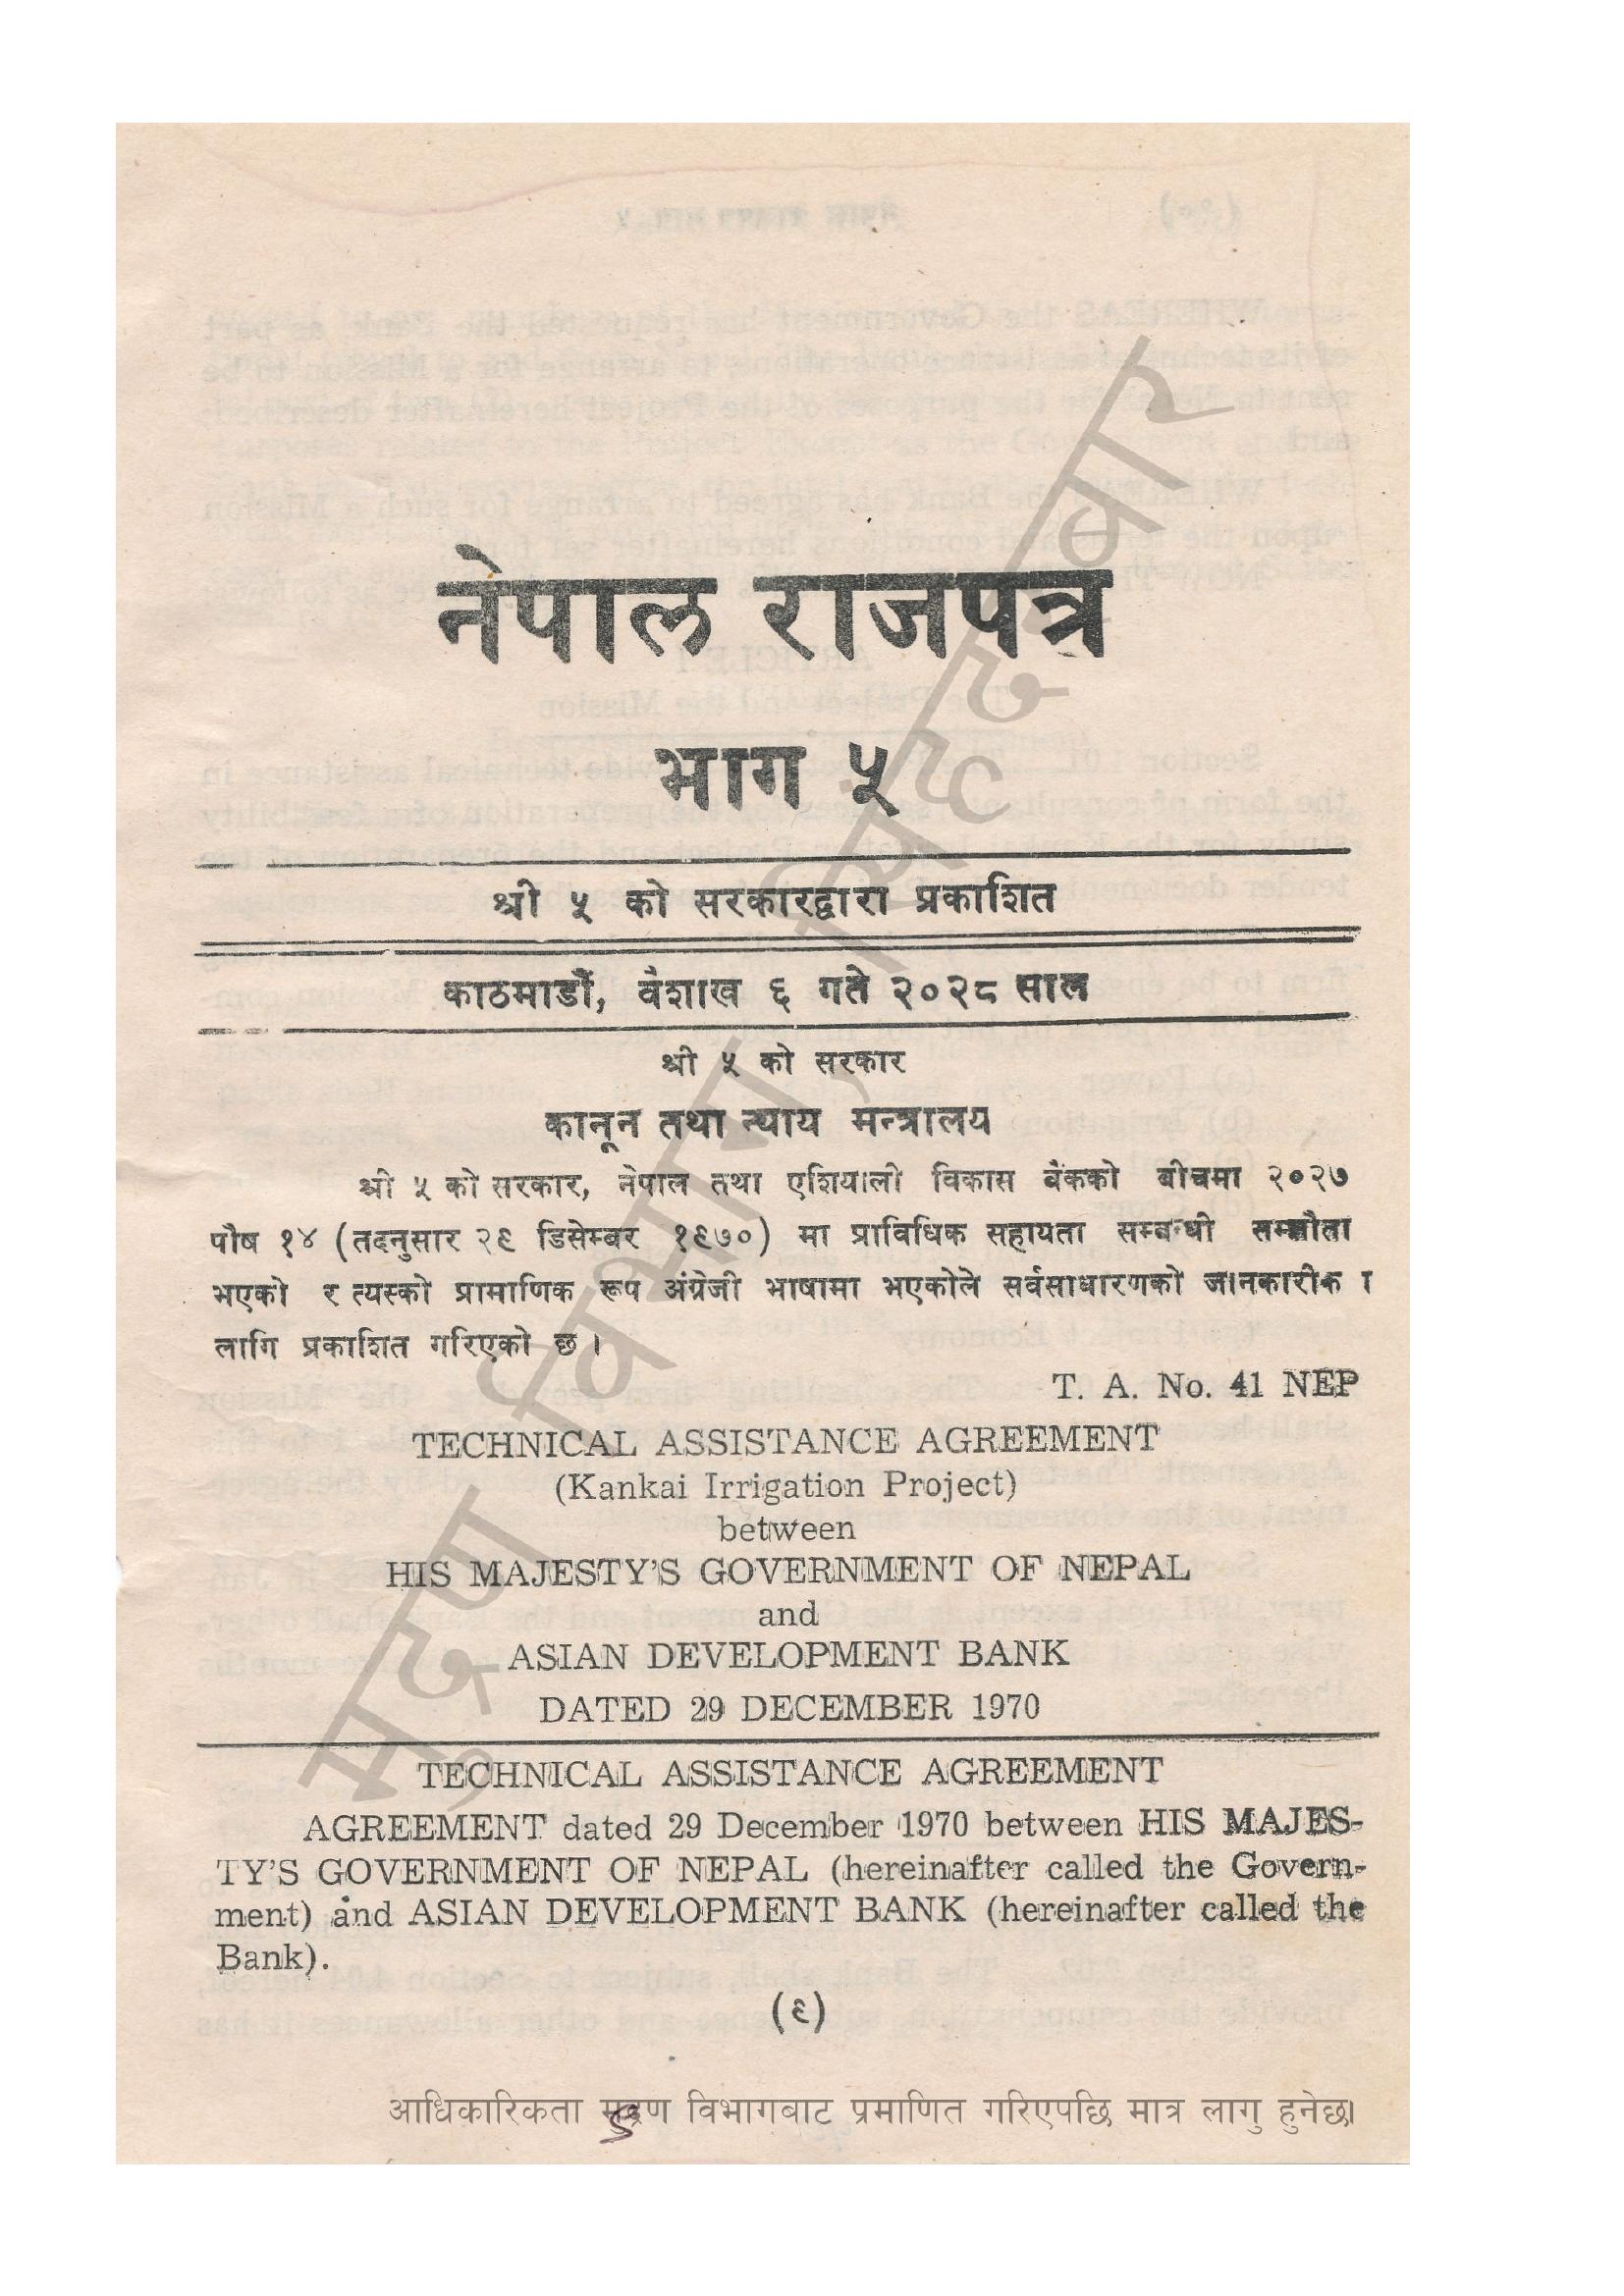 नेपाल राजपत्र
भाग ५
श्री ५ को सरकारद्वारा प्रकाशित
काठमाडौं, वैशाख ६ गते २०२८ साल
श्री ५ को सरकार
कानून तथा न्याय मन्त्रालय
श्री ५ को सरकार, नेपाल तथा एशियाली विकास बैंकको बीचमा २०२७
पौष १४ (तदनुसार २९ डिसेम्बर १९७०) मा प्राविधिक सहायता सम्बन्धी सम्झौता
भएको र त्यस्को प्रामाणिक रूप अंग्रेजी भाषामा भएकोले सर्वसाधारणको जानकारीका
लागि प्रकाशित गरिएको छ ।
T. A. No. 41 NEP
TECHNICAL ASSISTANCE AGREEMENT
(Kankai Irrigation Project)
between
HIS MAJESTY'S GOVERNMENT OF NEPAL
and
ASIAN DEVELOPMENT BANK
DATED 29 DECEMBER 1970
TECHNICAL ASSISTANCE AGREEMENT
AGREEMENT dated 29 December 1970 between HIS MAJES-
TY'S GOVERNMENT OF NEPAL (hereinafter called the Govern-
ment) and ASIAN DEVELOPMENT BANK (hereinafter called the
Bank).
(९)
आधिकारिकता मुद्रण विभागबाट प्रमाणित गरिएपछि मात्र लागु हुनेछ।
मुद्रण विभाग, सिंहदरबार